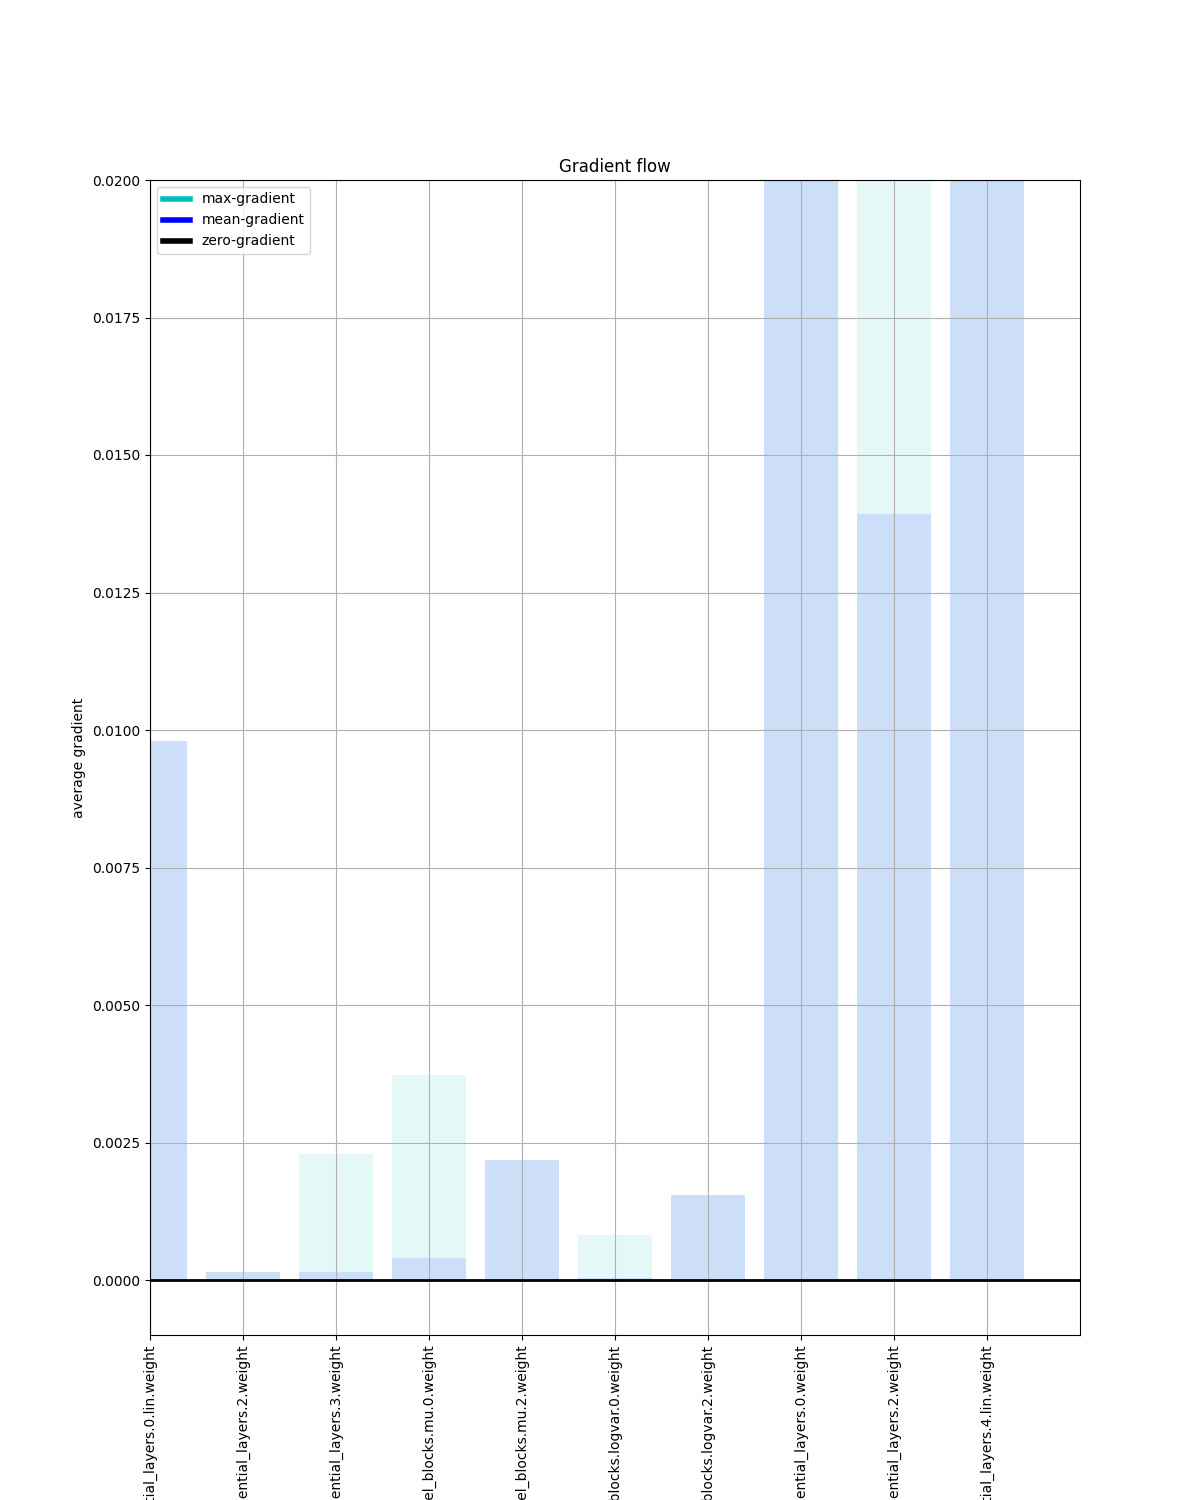 Gradient flow
max-gradient
mean-gradient
zero-gradient
0.0200
0.0175
0.0150
0.0125
0.0100
0.0075
0.0050
0.0025
0.0000
average gradient
tial_layers.0.lin.weight
ential_layers.2.weight
ential_layers.3.weight
el_blocks.mu.0.weight
el_blocks.mu.2.weight
blocks.logvar.0.weight
blocks.logvar.2.weight
ential_layers.0.weight
ential_layers.2.weight
tial_layers.4.lin.weight